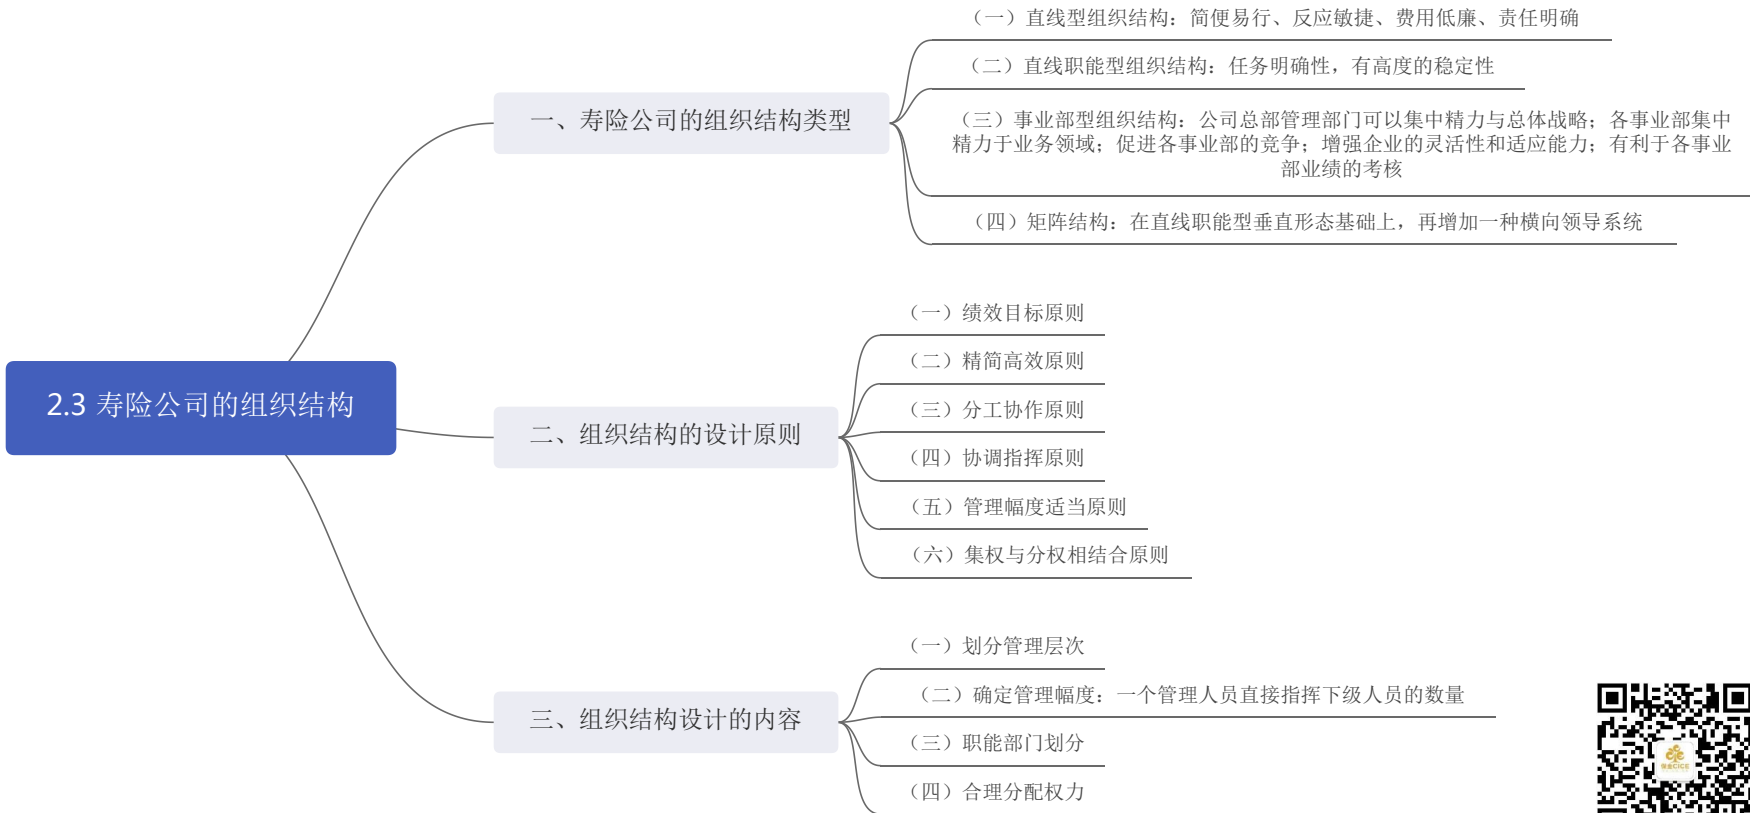 2.3 寿险公司的组织结构
一、寿险公司的组织结构类型
（一）直线型组织结构：简便易行、反应敏捷、费用低廉、责任明确
（二）直线职能型组织结构：任务明确性，有高度的稳定性
（三）事业部型组织结构：公司总部管理部门可以集中精力与总体战略；各事业部集中
精力于业务领域；促进各事业部的竞争；增强企业的灵活性和适应能力；有利于各事业
部业绩的考核
（四）矩阵结构：在直线职能型垂直形态基础上，再增加一种横向领导系统
二、组织结构的设计原则
（一）绩效目标原则
（二）精简高效原则
（三）分工协作原则
（四）协调指挥原则
（五）管理幅度适当原则
（六）集权与分权相结合原则
三、组织结构设计的内容
（一）划分管理层次
（二）确定管理幅度：一个管理人员直接指挥下级人员的数量
（三）职能部门划分
（四）合理分配权力